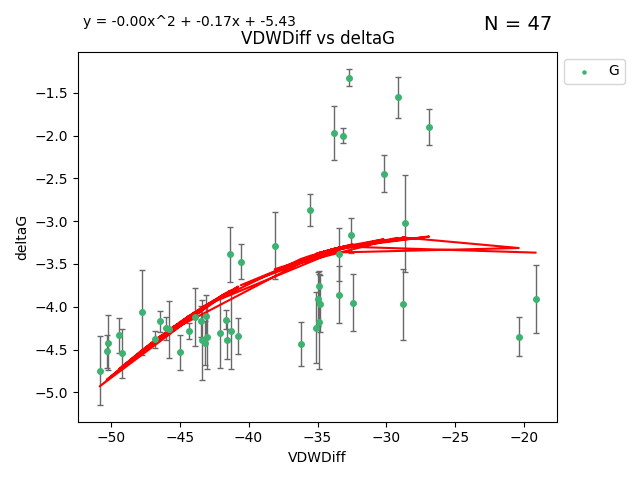 y = -0.00x^2 + -0.17x + -5.43
N = 47
VDWDiff vs deltaG
G
deltaG
−1.5
−2.0
−2.5
−3.0
−3.5
−4.0
−4.5
−5.0
−50
−45
−40
−35
−30
−25
−20
VDWDiff